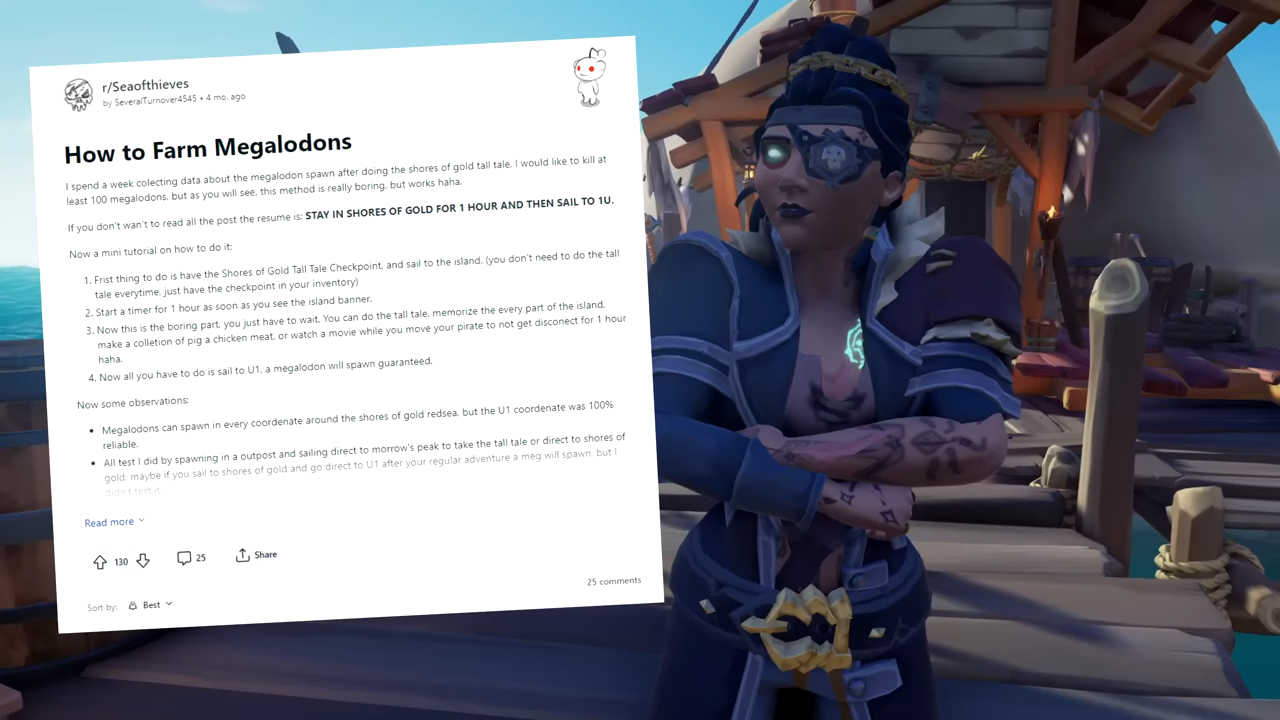 r/Seaofthieves
by SeveralTurnover4545 • 4 mo. ago
How to Farm Megalodons
I spend a week colecting data about the megalodon spawn after doing the shores of gold tall tale. I would like to kill at
least 100 megalodons, but as you will see, this method is really boring, but works haha.
If you don't wan't to read all the post the resume is: STAY IN SHORES OF GOLD FOR 1 HOUR AND THEN SAIL TO 1U.
Now a mini tutorial on how to do it:
1. Frist thing to do is have the Shores of Gold Tall Tale Checkpoint, and sail to the island. (you don't need to do the tall
tale everytime, just have the checkpoint in your inventory)
2. Start a timer for 1 hour as soon as you see the island banner.
3. Now this is the boring part, you just have to wait. You can do the tall tale, memorize the every part of the island,
make a colletion of pig a chicken meat, or watch a movie while you move your pirate to not get disconect for 1 hour
haha.
4. Now all you have to do is sail to U1, a megalodon will spawn guaranteed.
Now some observations:
• Megalodons can spawn in every coordenate around the shores of gold redsea, but the U1 coordenate was 100%
reliable.
• All test I did by spawning in a outpost and sailing direct to morrow's peak to take the tall tale or direct to shores of
gold, maybe if you sail to shores of gold and go direct to U1 after your regular adventure a meg will spawn, but I
didn't test it.
Read more
130
25
Share
25 comments
Sort by: Best